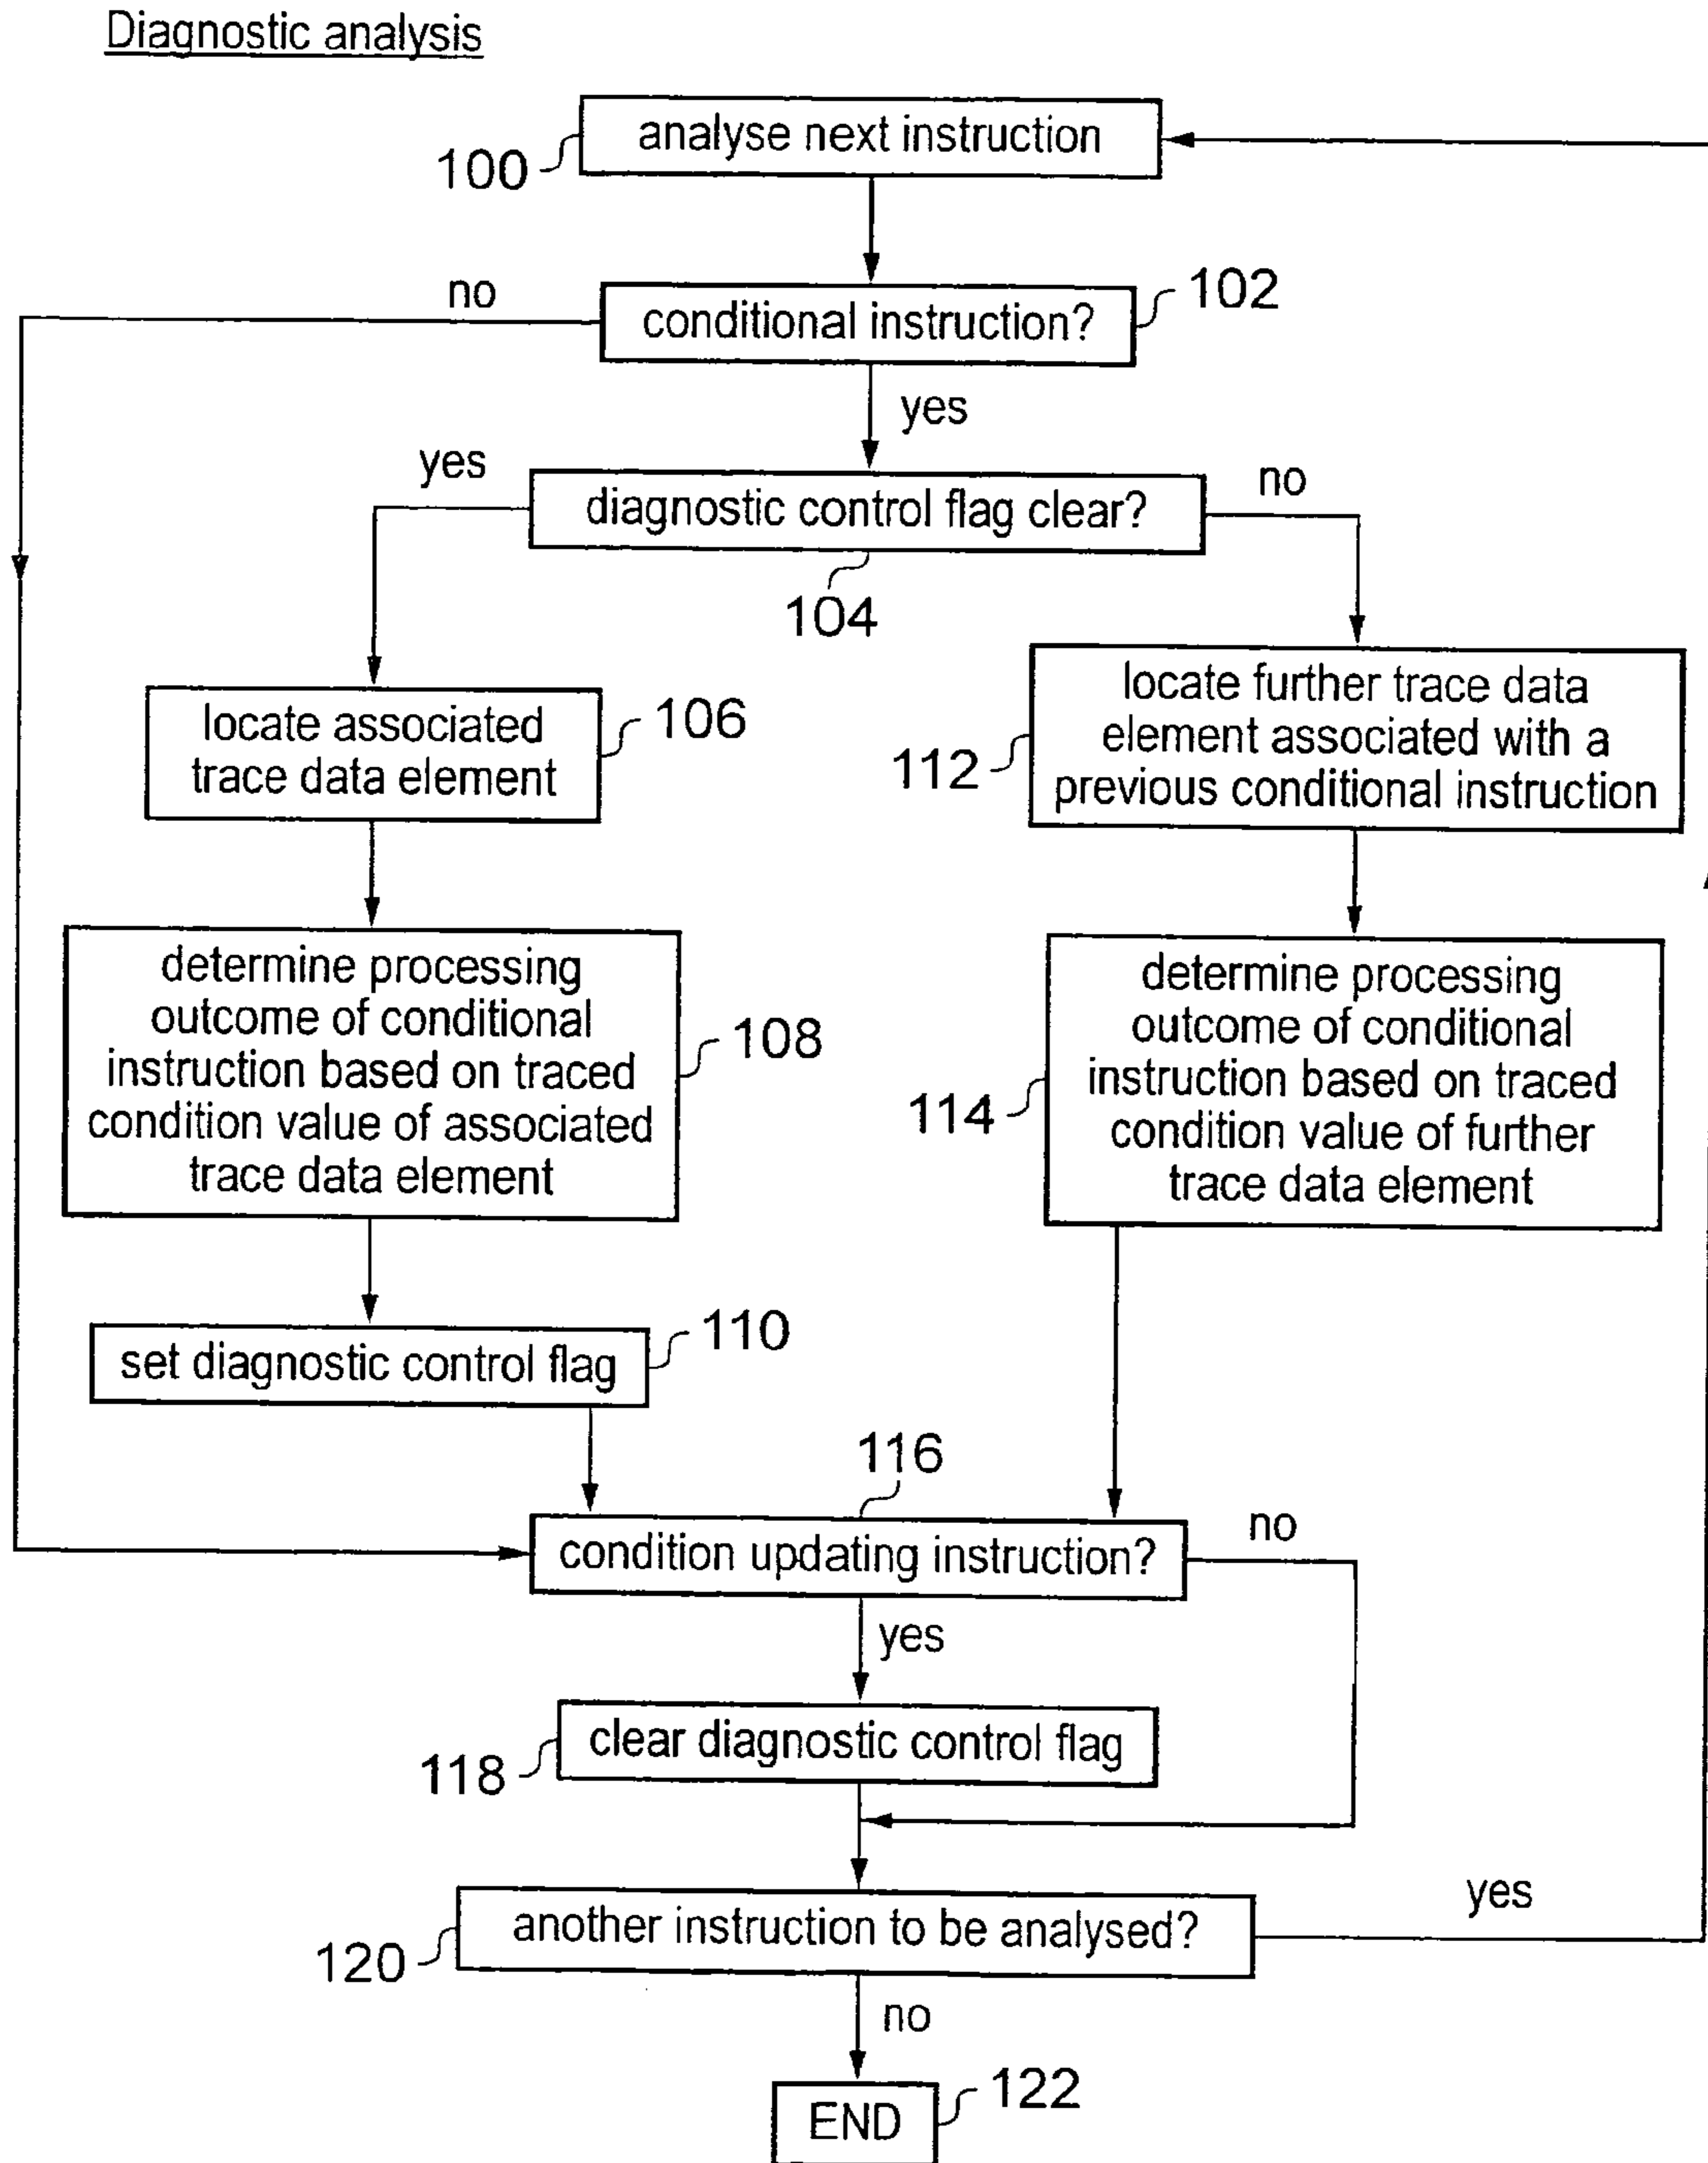 Diagnostic analysis
analyse next instruction
100
no
conditional instruction?
102
yes
yes
diagnostic control flag clear?
no
104
locate associated
trace data element
106
locate further trace data
element associated with a
previous conditional instruction
112
determine processing
outcome of conditional
instruction based on traced
condition value of associated
trace data element
108
determine processing
outcome of conditional
instruction based on traced
condition value of further
trace data element
114
set diagnostic control flag
110
116
condition updating instruction?
no
yes
clear diagnostic control flag
118
another instruction to be analysed?
yes
120
no
END
122